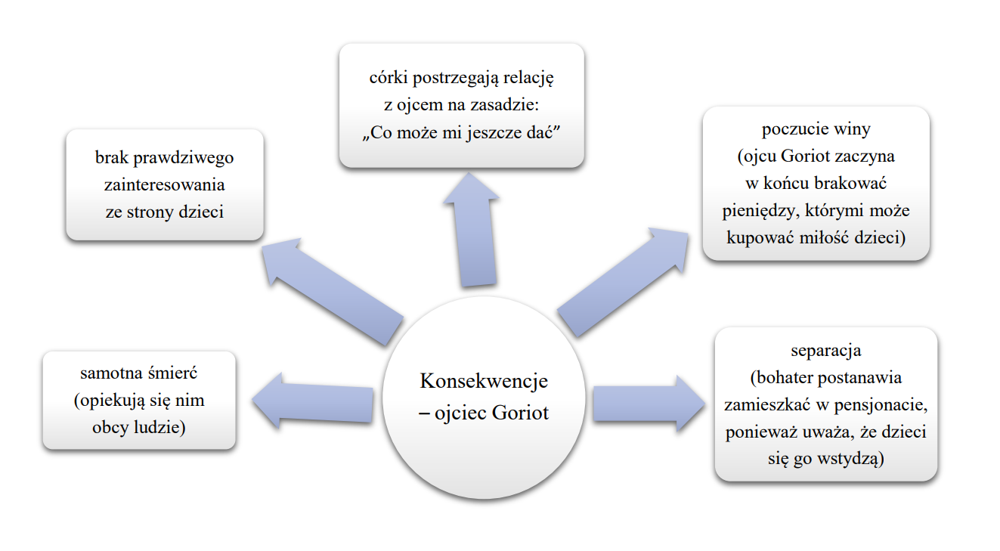 córki postrzegają relację
z ojcem na zasadzie:
„Co może mi jeszcze dać”
brak prawdziwego
zainteresowania
ze strony dzieci
poczucie winy
(ojcu Goriot zaczyna
w końcu brakować
pieniędzy, którymi może
kupować miłość dzieci)
samotna śmierć
(opiekują się nim
obcy ludzie)
Konsekwencje
– ojciec Goriot
separacja
(bohater postanawia
zamieszkać w pensjonacie,
ponieważ uważa, że dzieci
się go wstydzą)